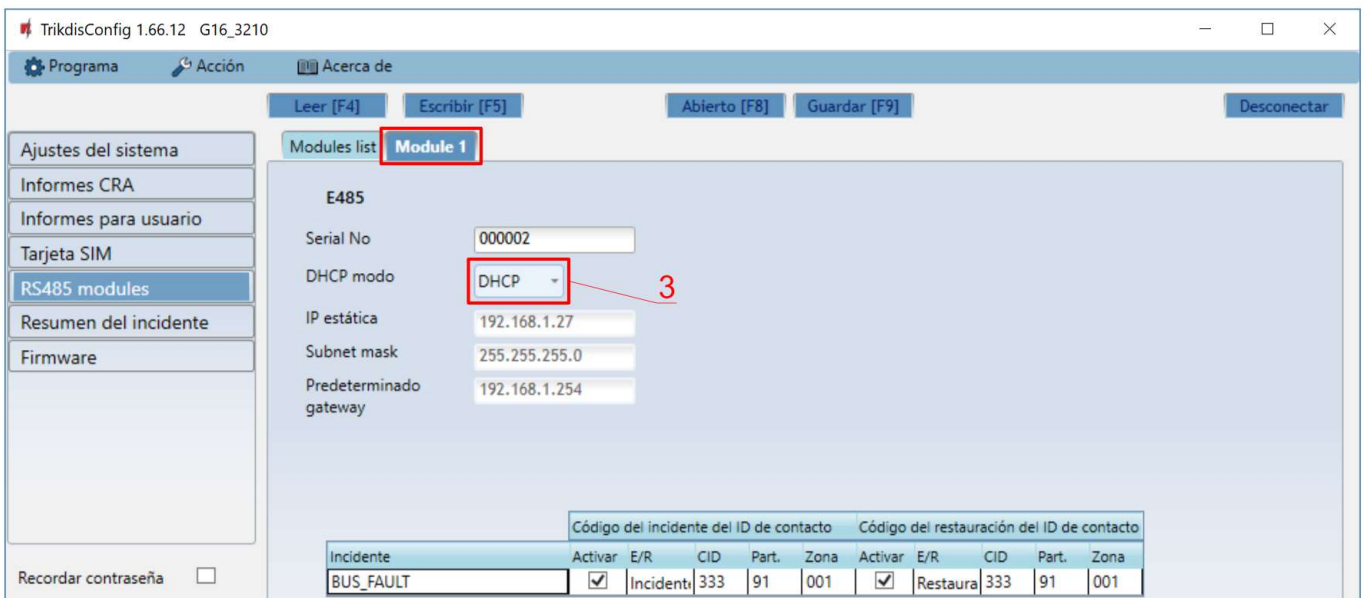 TrikdisConfig 1.66.12 G16_3210
Programa Acción Acerca de
Leer [F4] Escribir [F5] Abierto [F8] Guardar [F9] Desconectar
Ajustes del sistema
Informes CRA
Informes para usuario
Tarjeta SIM
RS485 modules
Resumen del incidente
Firmware
Recordar contraseña
Modules list Module 1
E485
Serial No 000002
DHCP modo DHCP 3
IP estática 192.168.1.27
Subnet mask 255.255.255.0
Predeterminado gateway 192.168.1.254
Código del incidente del ID de contacto Código del restauración del ID de contacto
Incidente Activar E/R CID Part. Zona Activar E/R CID Part. Zona
BUS_FAULT Incidente 333 91 001 Restaura 333 91 001